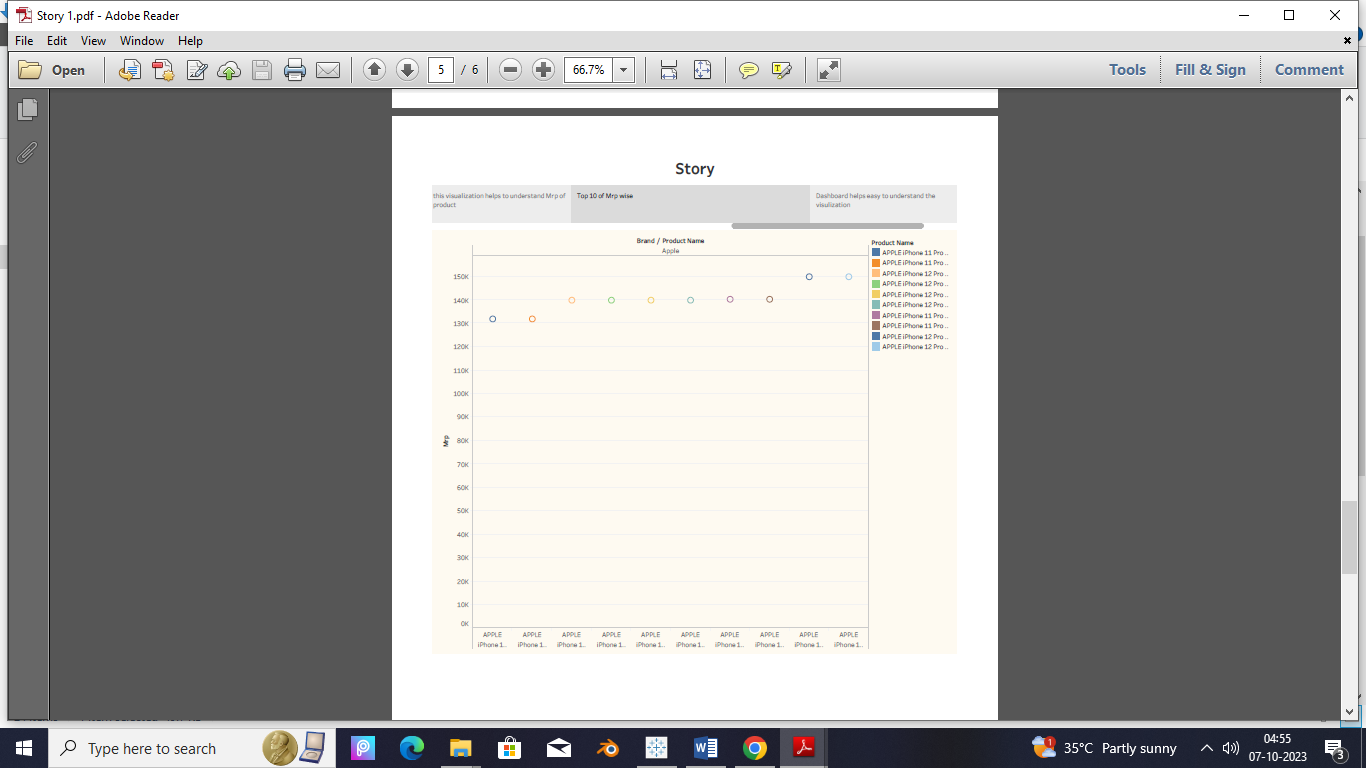 Story 1.pdf - Adobe Reader
File Edit View Window Help
Open 5 / 6 66.7% Tools Fill & Sign Comment
Story
this visualization helps to understand Mrp of
product
Top 10 of Mrp wise
Dashboard helps easy to understand the
visulization
Brand / Product Name
Apple
Product Name
APPLE iPhone 11 Pro ..
APPLE iPhone 11 Pro ..
APPLE iPhone 12 Pro ..
APPLE iPhone 12 Pro ..
APPLE iPhone 12 Pro ..
APPLE iPhone 12 Pro ..
APPLE iPhone 11 Pro ..
APPLE iPhone 11 Pro ..
APPLE iPhone 12 Pro ..
APPLE iPhone 12 Pro ..
150K
140K
130K
120K
110K
100K
90K
80K
70K
60K
50K
40K
30K
20K
10K
0K
Mrp
APPLE APPLE APPLE APPLE APPLE APPLE APPLE APPLE APPLE APPLE
iPhone 1.. iPhone 1.. iPhone 1.. iPhone 1.. iPhone 1.. iPhone 1.. iPhone 1.. iPhone 1.. iPhone 1.. iPhone 1..
Type here to search
1
35°C Partly sunny
04:55
07-10-2023
3